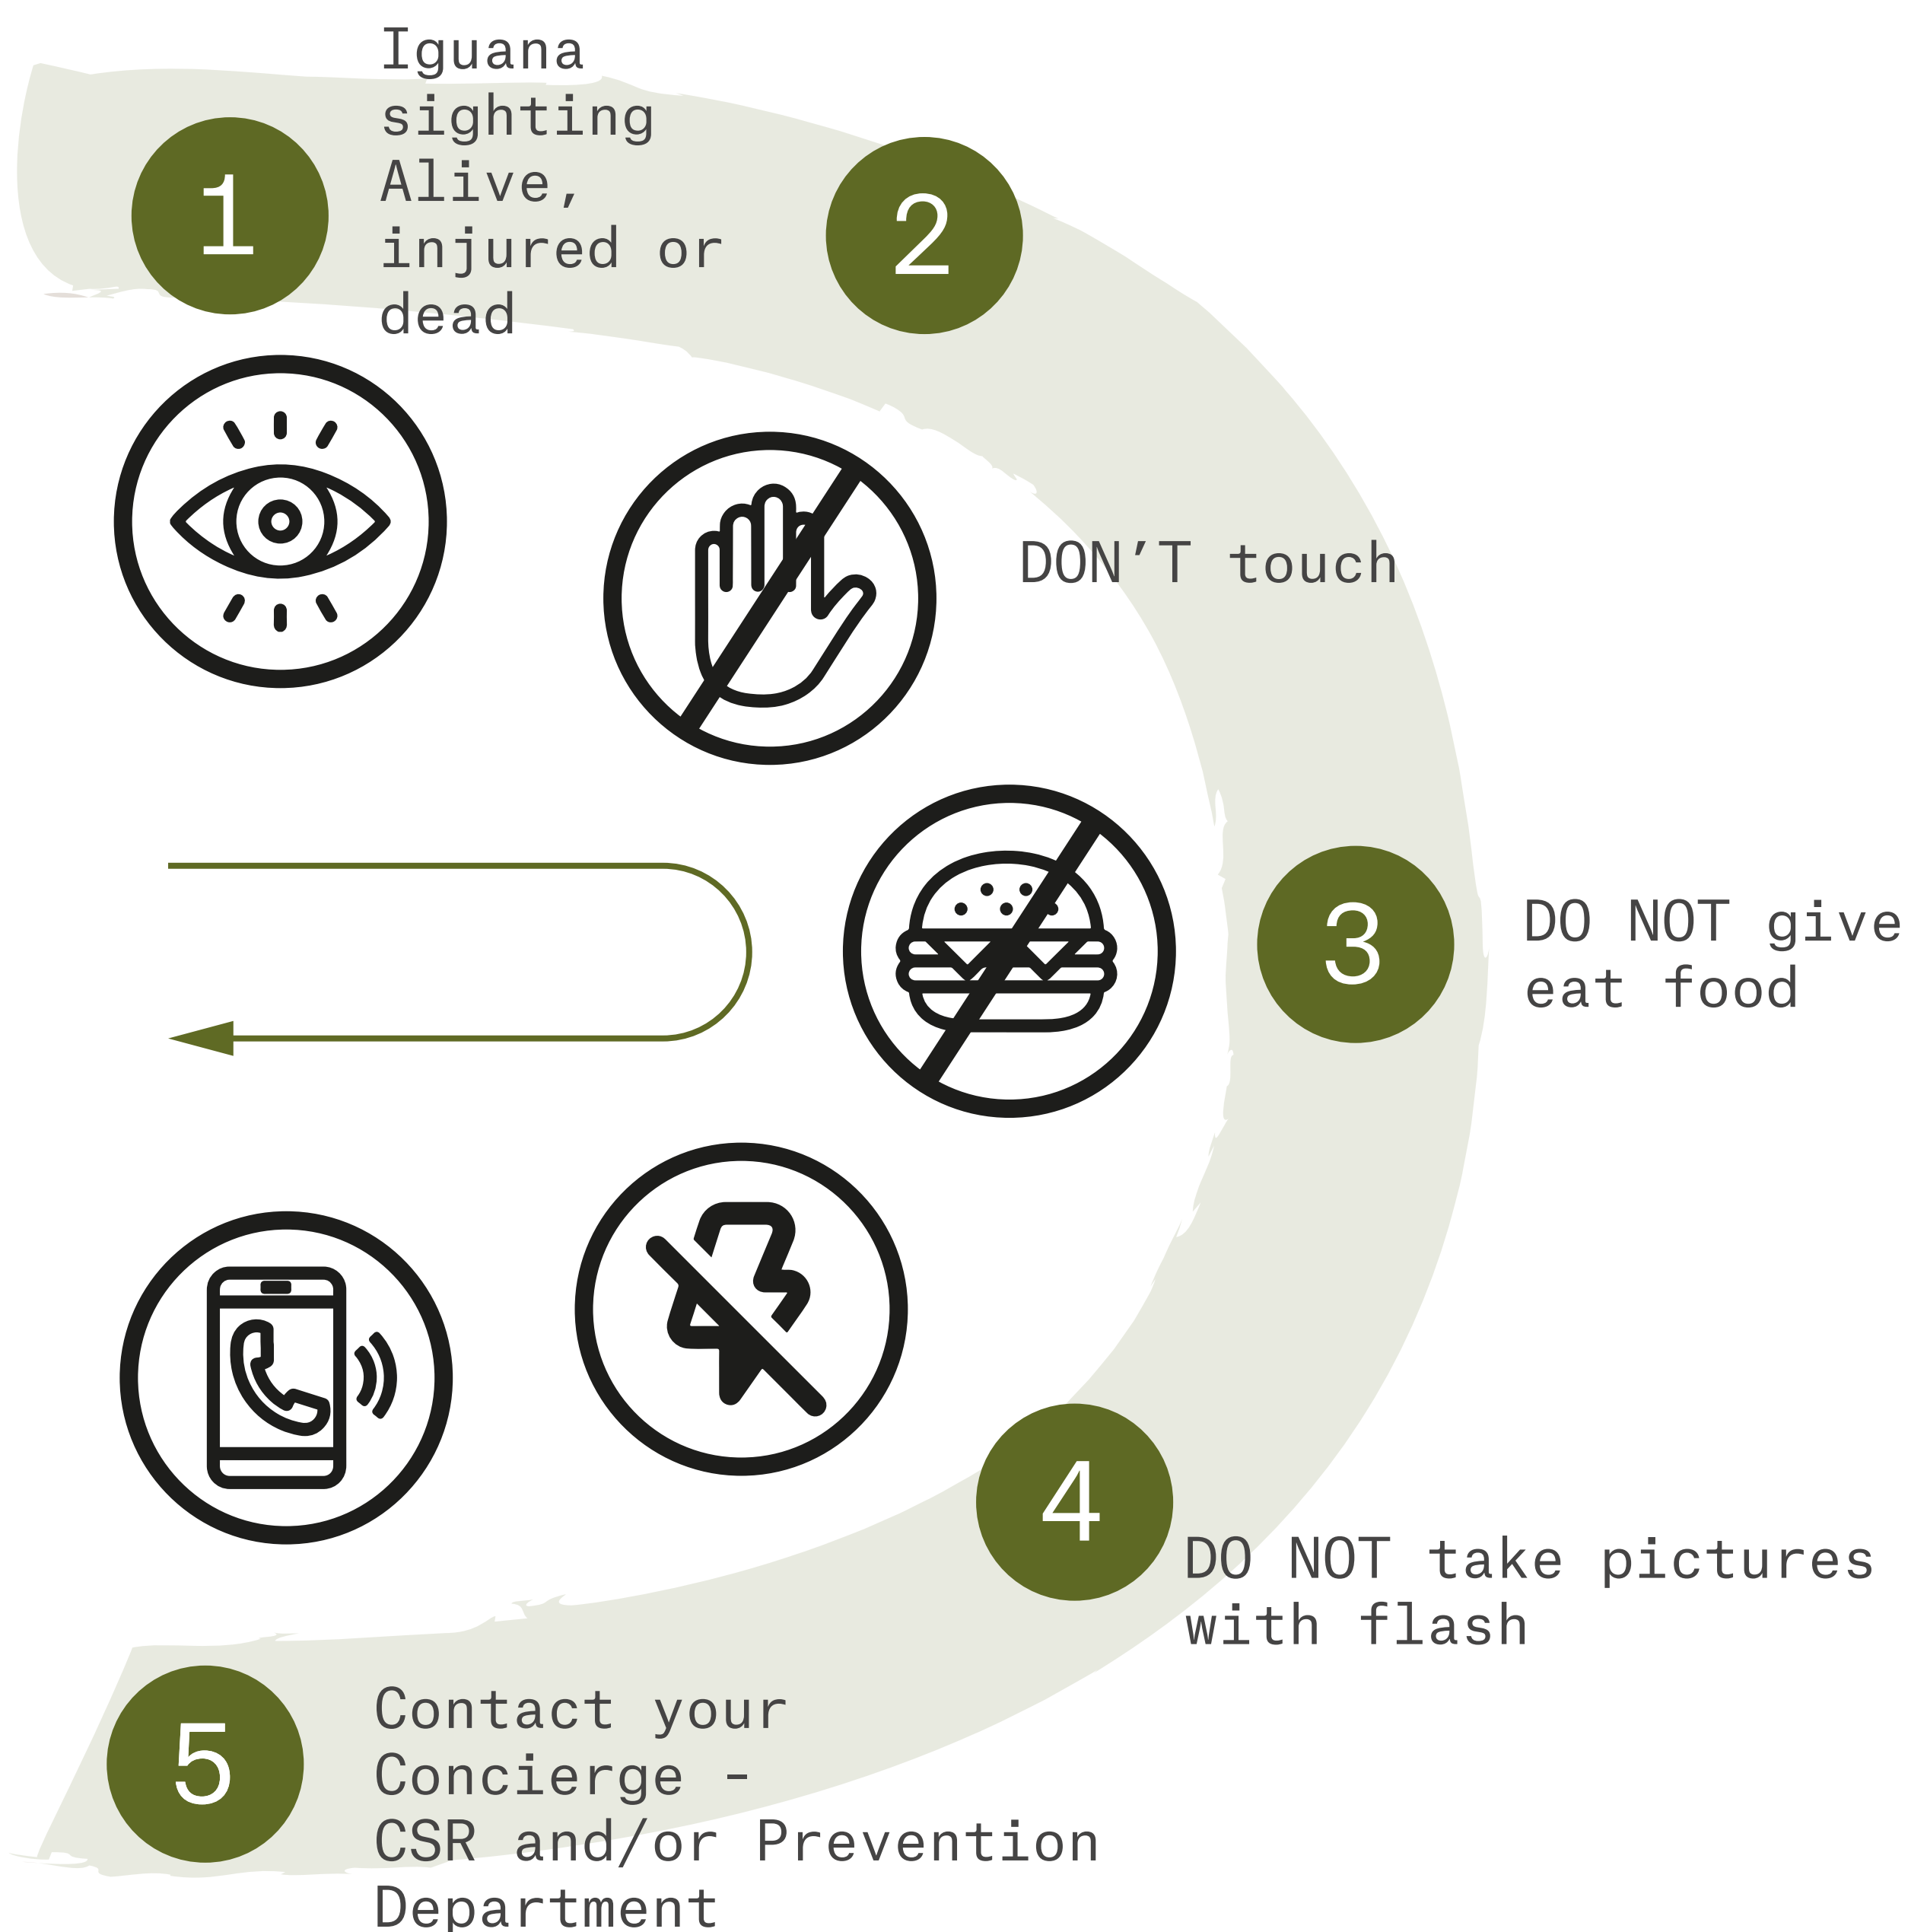 1
Iguana
sighting
Alive,
injured or
dead
2
DON’T touch
3
DO NOT give
eat food
4
DO NOT take pictures
with flash
5
Contact your
Concierge -
CSR and/or Prevention
Department